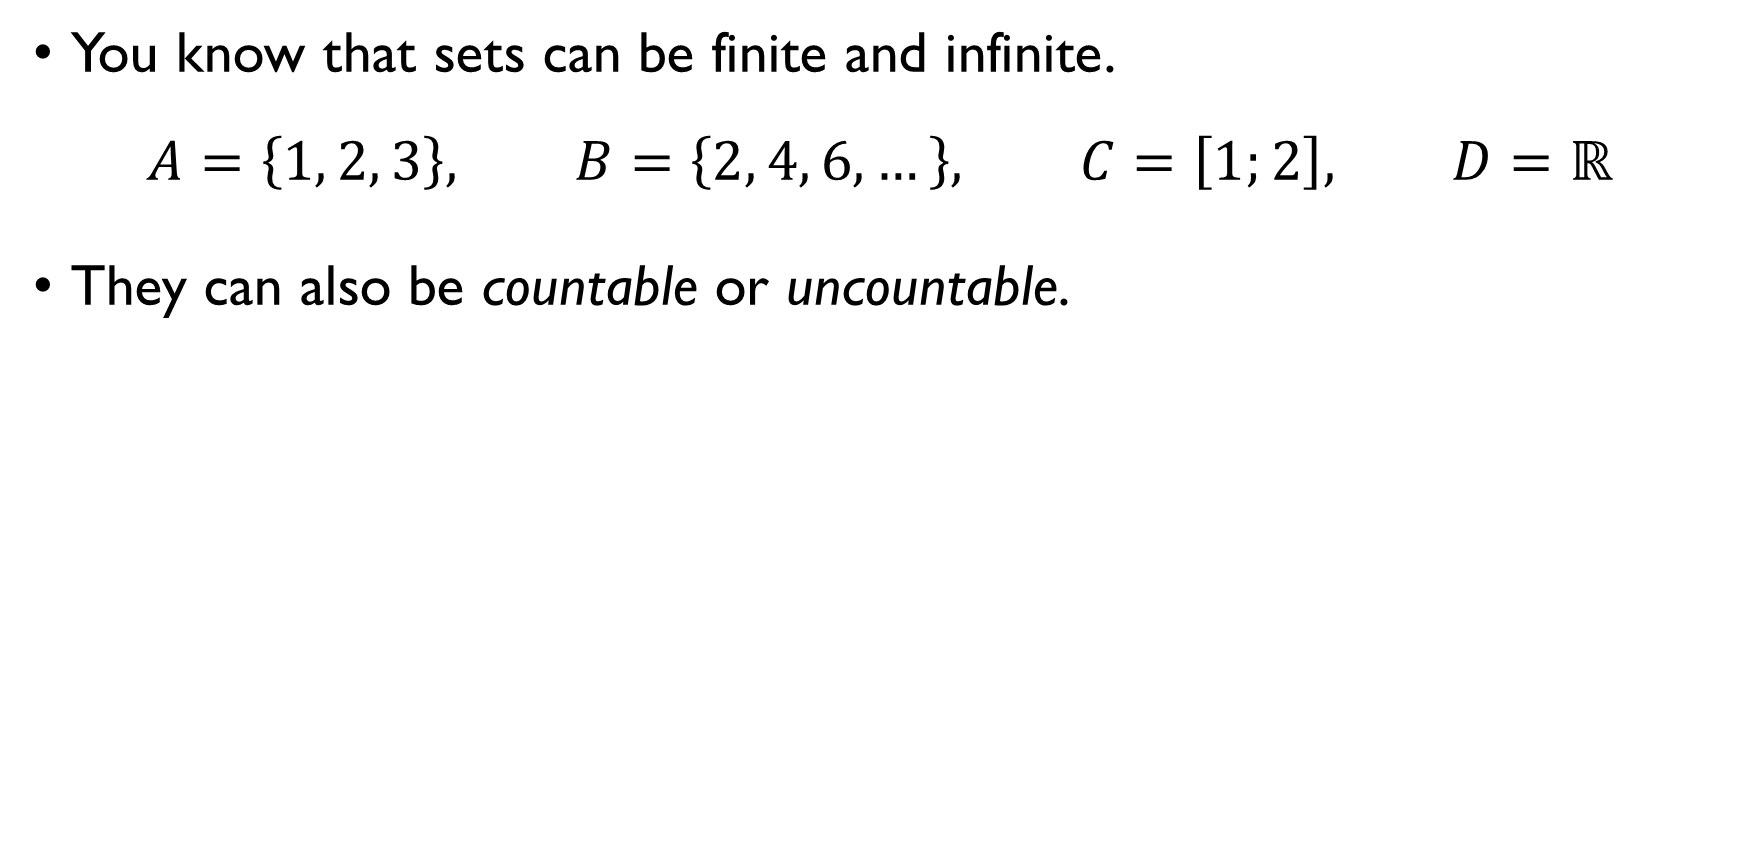 • You know that sets can be finite and infinite.
A = {1, 2, 3}, B = {2, 4, 6, … }, C = [1; 2], D = ℝ
• They can also be countable or uncountable.